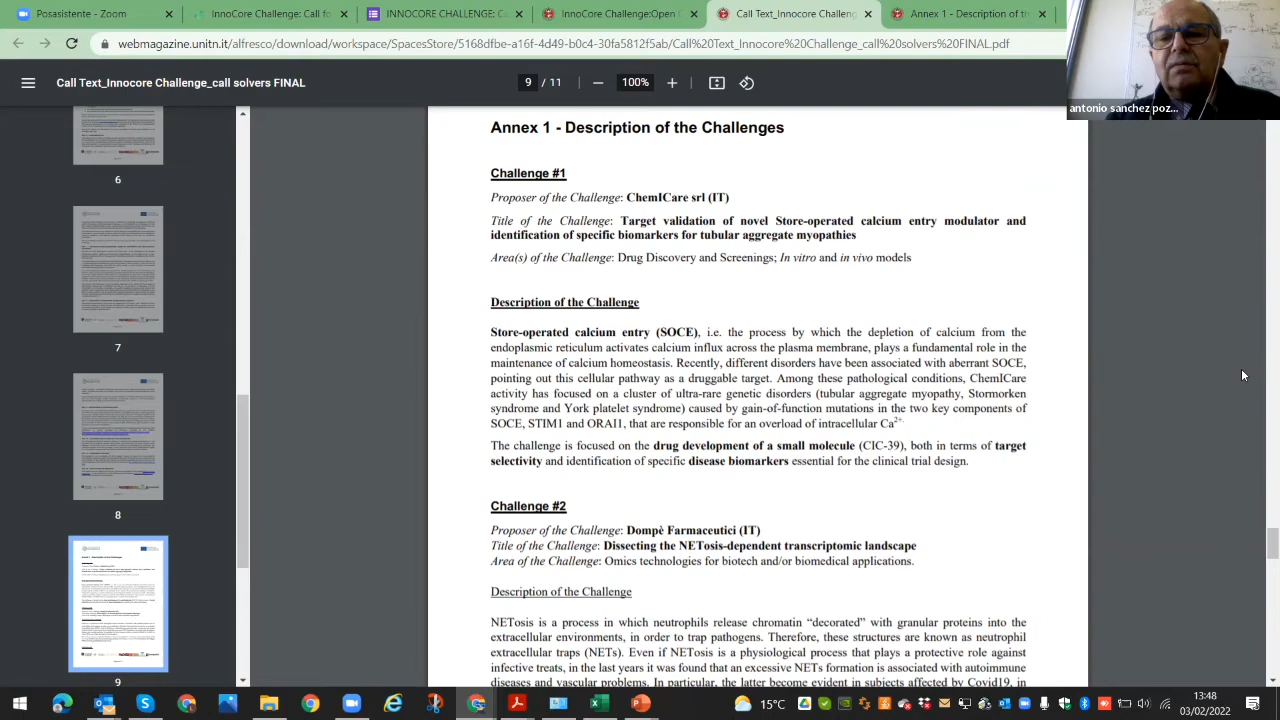 Posazna
INNOCORE CHALLENGE_Call fo
InnoCore Challenge:Open C
Call Text_Innocore Challen
Annex 1 - Description of th
webmagazine.unitn.it/alfresco/download/workspace/SpacesStore/5168dfbe-a16f-4d49-b0c4-30fa5812f5ab/Call%20Text_Innocore%20Challenge_call%20solvers%20FINAL.pdf
Call Text_Innocore Challenge_call solvers FINAL
9 / 11
100%
antonio sanchez poz...
6
7
8
9
Annex 1 - Description of the Challenges
Challenge #1
Proposer of the Challenge: ChemICare srl (IT)
Title of the Challenge: Target validation of novel Store-operated calcium entry modulator and
identification of specific biomarkers for tubular aggregate myopathies
Area(s) of the Challenge: Drug Discovery and Screenings; In vitro and in vivo models
Description of the Challenge
Store-operated calcium entry (SOCE), i.e. the process by which the depletion of calcium from the
endoplasmic reticulum activates calcium influx across the plasma membrane, plays a fundamental role in the
maintenance of calcium homeostasis. Recently, different disorders have been associated with aberrant SOCE,
pointing out this cellular pathway as a druggable target. Among these pathological conditions, ChemICare
activity has focused on a cluster of ultra-rare genetic disorders (tubular aggregate myopathy, Stormorken
syndrome and York platelet syndrome) caused by gain-of-function mutations in the two key components of
SOCE, STIM1 and ORAI1, that are responsible for an overload of intracellular Ca2+.
The challenge is focused on the drug development of a small molecule (CIC-39), both in terms of target
selectivity and identification of specific disease biomarkers essential for the clinical trial design.
Challenge #2
Proposer of the Challenge: Dompè Farmaceutici (IT)
Title of the Challenge: Dissecting the NETosis-dependent transcriptomic landscape
Area of the Challenge: Omics technologies for biotech and/or biomedical applications.
Description of the Challenge
NETosis is a process in which neutrophils release chromatin “decorated” with granular proteins into the
extracellular environments, in order to trap pathogens. Therefore, these structures are known as neutrophil
extracellular traps (NETs). Even if NETosis is a physiological process that plays a protective role against
infective treats, in the last years it was found that an excessive NETs formation is associated with autoimmune
diseases and vascular problems. In particular, the latter become evident in subjects affected by Covid19, in
15°C
13:48
03/02/2022